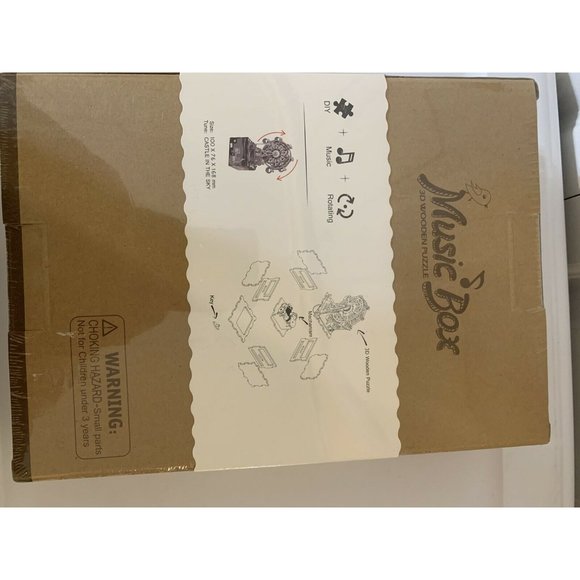 Music Box
3D WOODEN PUZZLE
DIY
+
Music
+
Rotating
Size: 100 X 76 X 168 mm
Tune: CASTLE IN THE SKY
3D Wooden Puzzle
Mechanism
Key
WARNING:
CHOKING HAZARD-Small parts
Not for Children under 3 years